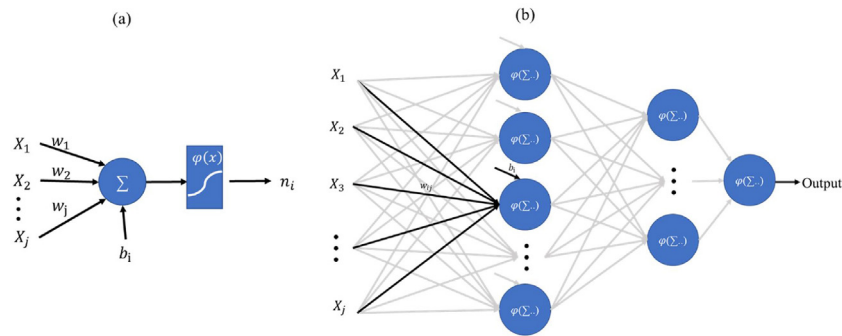 (a)
X₁
w₁
X₂
w₂
⋮
wⱼ
Xⱼ
∑
bᵢ
φ(x)
nᵢ
(b)
X₁
X₂
X₃
⋮
Xⱼ
wᵢⱼ
bᵢ
φ(∑..)
φ(∑..)
φ(∑..)
⋮
φ(∑..)
φ(∑..)
⋮
φ(∑..)
φ(∑..)
Output